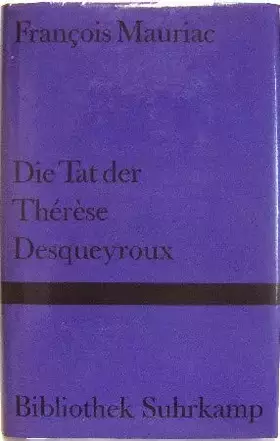 François Mauriac
Die Tat der
Thérèse
Desqueyroux
Bibliothek Suhrkamp